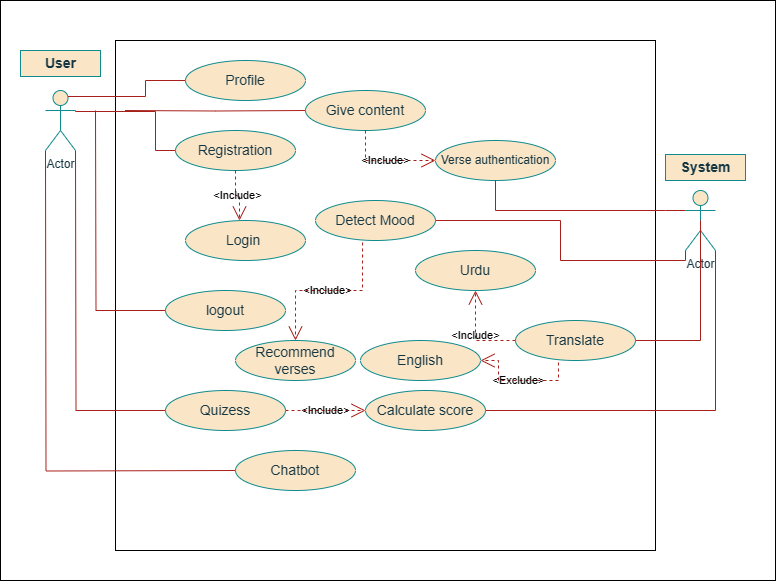 User
Profile
Give content
Actor
Registration
<Include>
Verse authentication
System
<Include>
Detect Mood
Login
Actor
Urdu
<Include>
logout
<Include>
Translate
Recommend
verses
English
<Exclude>
Quizess
<Include>
Calculate score
Chatbot